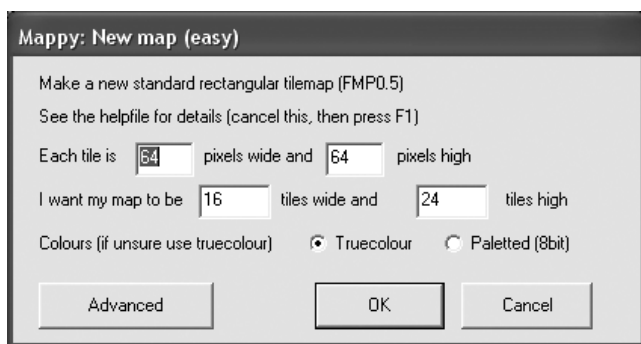 Mappy: New map (easy)
Make a new standard rectangular tilemap (FMP0.5)
See the helpfile for details (cancel this, then press F1)
Each tile is 64 pixels wide and 64 pixels high
I want my map to be 16 tiles wide and 24 tiles high
Colours (if unsure use truecolour) Truecolour Paletted (8bit)
Advanced OK Cancel